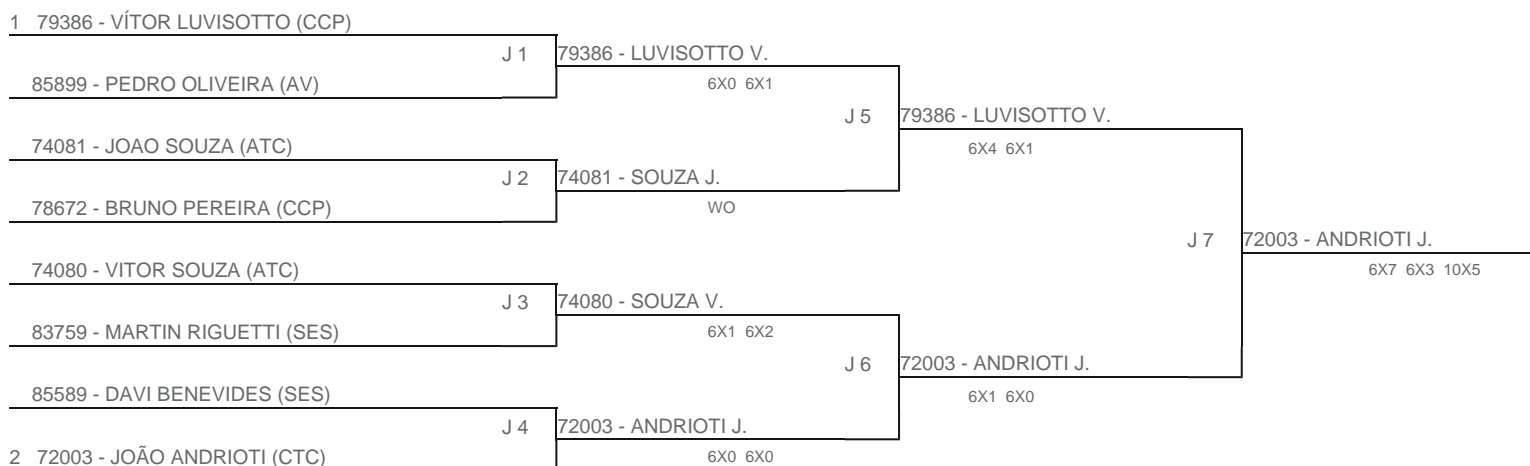 1 79386 - VÍTOR LUVISOTTO (CCP)
J 1 79386 - LUVISOTTO V.
85899 - PEDRO OLIVEIRA (AV)
6X0 6X1
J 5 79386 - LUVISOTTO V.
74081 - JOAO SOUZA (ATC)
6X4 6X1
J 2 74081 - SOUZA J.
78672 - BRUNO PEREIRA (CCP)
WO
J 7 72003 - ANDRIOTI J.
74080 - VITOR SOUZA (ATC)
6X7 6X3 10X5
J 3 74080 - SOUZA V.
83759 - MARTIN RIGUETTI (SES)
6X1 6X2
J 6 72003 - ANDRIOTI J.
85589 - DAVI BENEVIDES (SES)
6X1 6X0
J 4 72003 - ANDRIOTI J.
2 72003 - JOÃO ANDRIOTI (CTC)
6X0 6X0